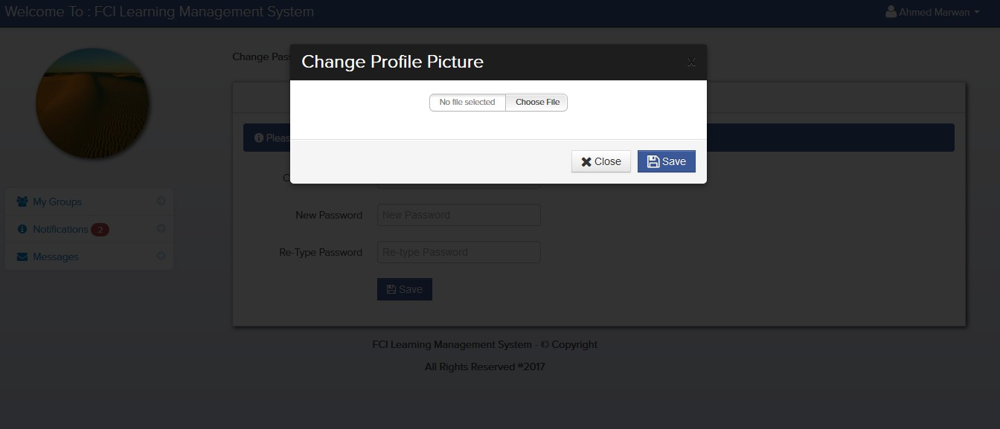 Welcome To : FCI Learning Management System
Ahmed Marwan
Change Pas
Change Profile Picture
x
No file selected
Choose File
Pleas
Close
Save
C
My Groups
Notifications 2
Messages
New Password
New Password
Re-Type Password
Re-type Password
Save
FCI Learning Management System - © Copyright
All Rights Reserved ®2017